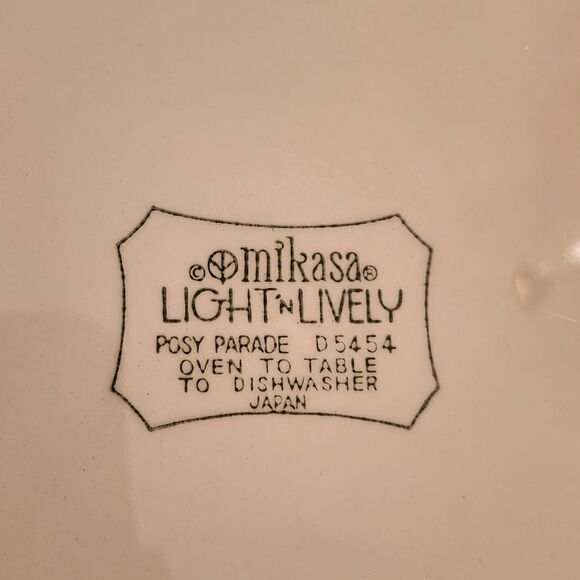 © mikasa®
LIGHT 'N LIVELY
POSY PARADE D5454
OVEN TO TABLE
TO DISHWASHER
JAPAN